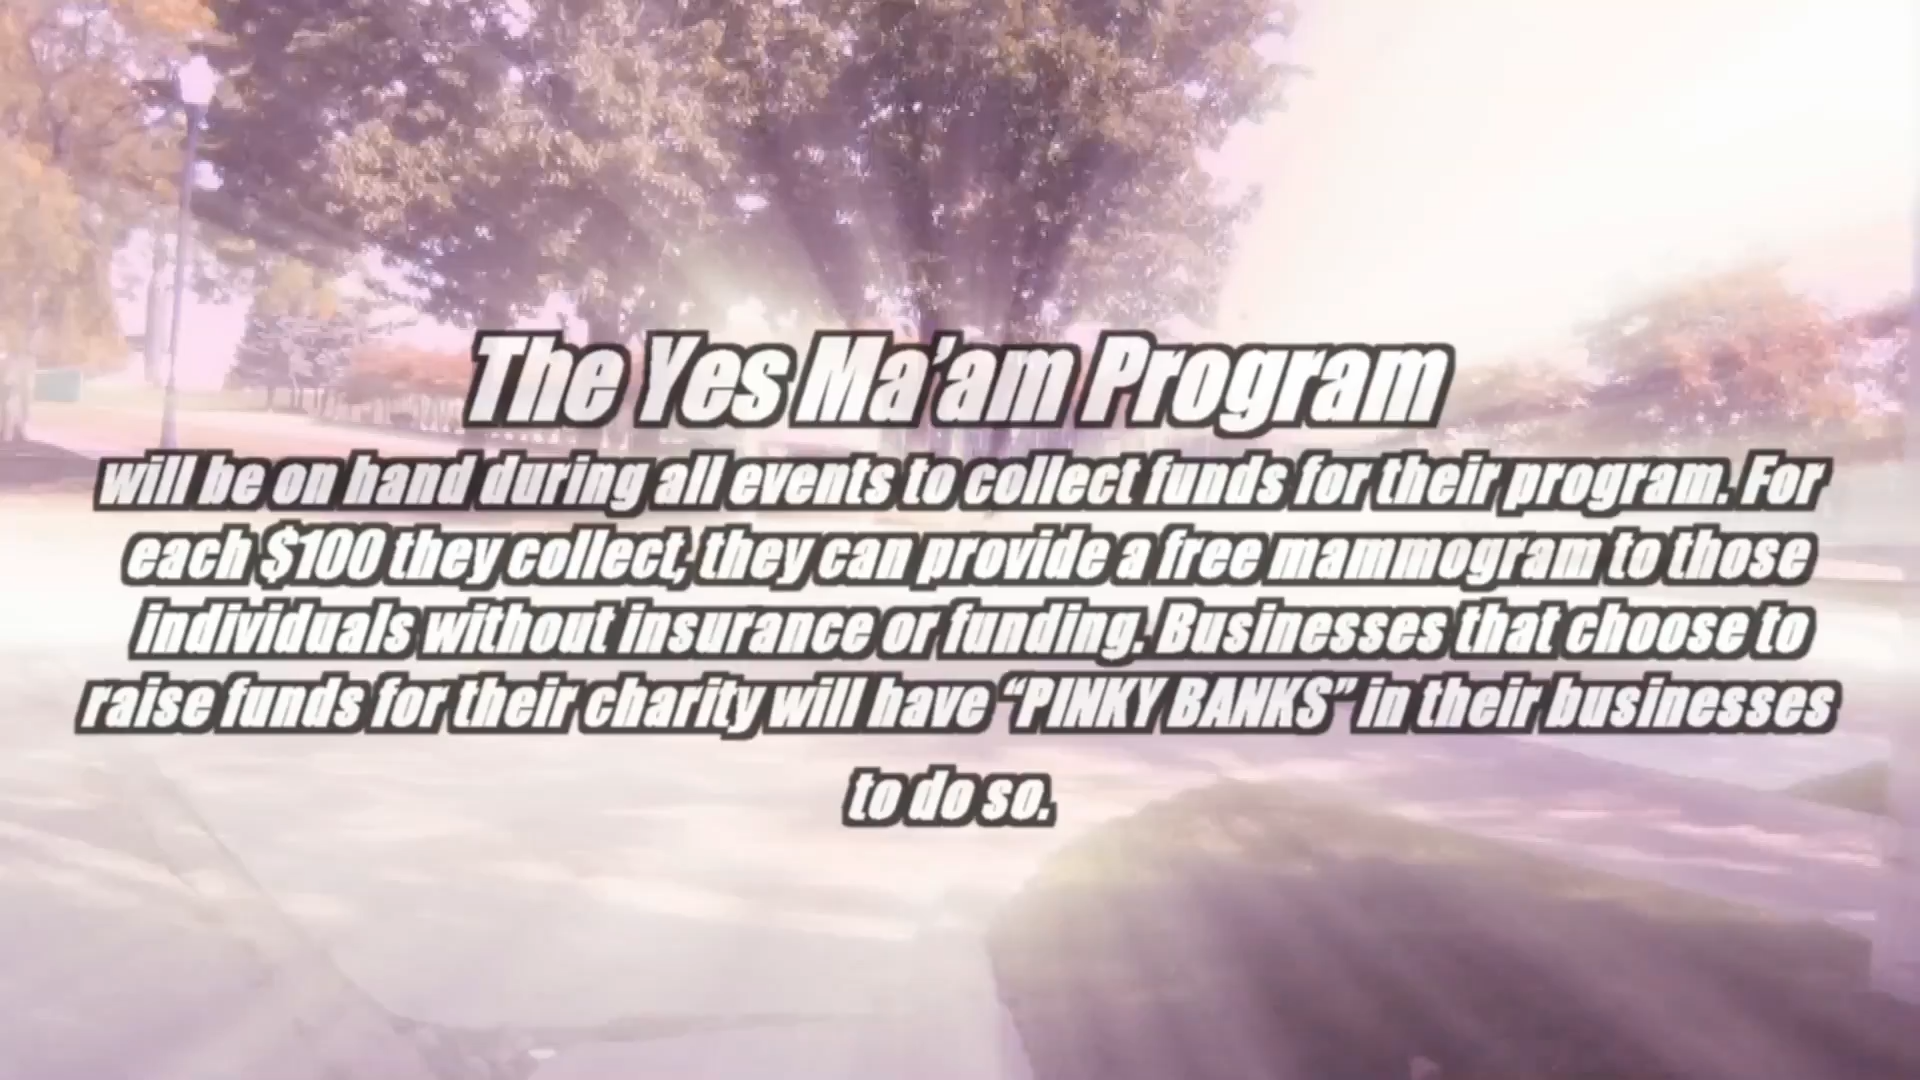 The Yes Ma’am Program
will be on hand during all events to collect funds for their program. For
each $100 they collect, they can provide a free mammogram to those
individuals without insurance or funding. Businesses that choose to
raise funds for their charity will have “PINKY BANKS” in their businesses
to do so.